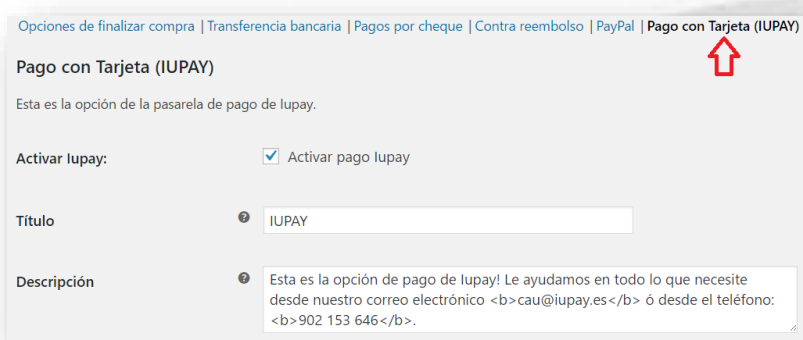 Opciones de finalizar compra | Transferencia bancaria | Pagos por cheque | Contra reembolso | PayPal | Pago con Tarjeta (IUPAY)
Pago con Tarjeta (IUPAY)
Esta es la opción de la pasarela de pago de Iupay.
Activar Iupay: Activar pago Iupay
Título ? IUPAY
Descripción ? Esta es la opción de pago de Iupay! Le ayudamos en todo lo que necesite
desde nuestro correo electrónico <b>cau@iupay.es</b> ó desde el teléfono:
<b>902 153 646</b>.